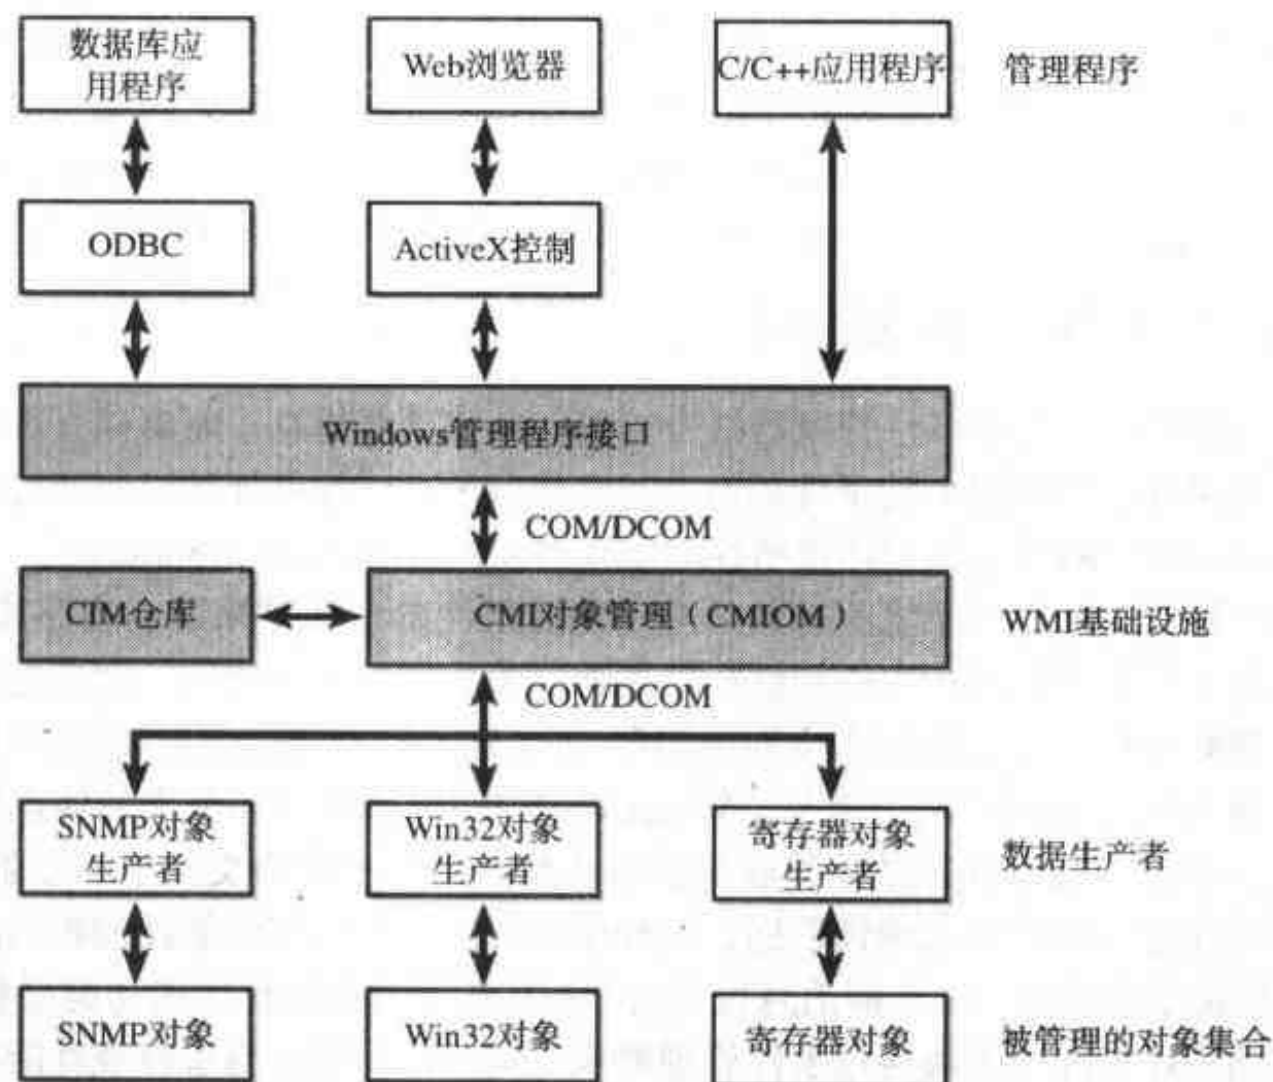 数据库应
用程序
Web浏览器
C/C++应用程序
管理程序
ODBC
ActiveX控制
Windows管理程序接口
COM/DCOM
CIM仓库
CMI对象管理（CMIOM）
WMI基础设施
COM/DCOM
SNMP对象
生产者
Win32对象
生产者
寄存器对象
生产者
数据生产者
SNMP对象
Win32对象
寄存器对象
被管理的对象集合